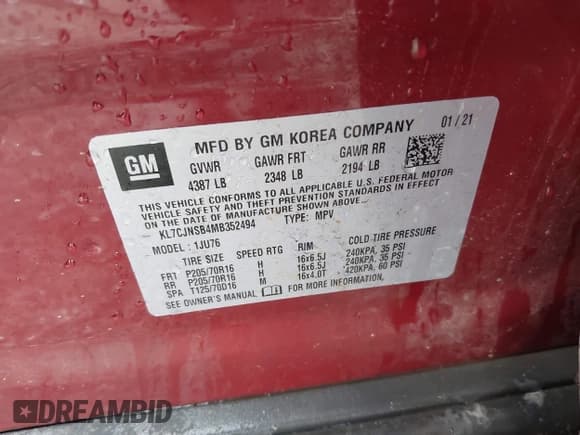 GM
MFD BY GM KOREA COMPANY 01 / 21
GVWR GAWR FRT GAWR RR
4387 LB 2348 LB 2194 LB
THIS VEHICLE CONFORMS TO ALL APPLICABLE U.S. FEDERAL MOTOR
VEHICLE SAFETY AND BUMPER STANDARDS IN EFFECT
ON THE DATE OF MANUFACTURE SHOWN ABOVE.
KL7CJNSB4MB352494 TYPE: MPV
MODEL: 1JU76
TIRE SIZE SPEED RTG RIM COLD TIRE PRESSURE
FRT P205/70R16 H 16x6.5J 240KPA, 35 PSI
RR P205/70R16 H 16x6.5J 240KPA, 35 PSI
SPA T125/70D16 M 16x4.0T 420KPA, 60 PSI
SEE OWNER'S MANUAL FOR MORE INFORMATION.
DREAMBID